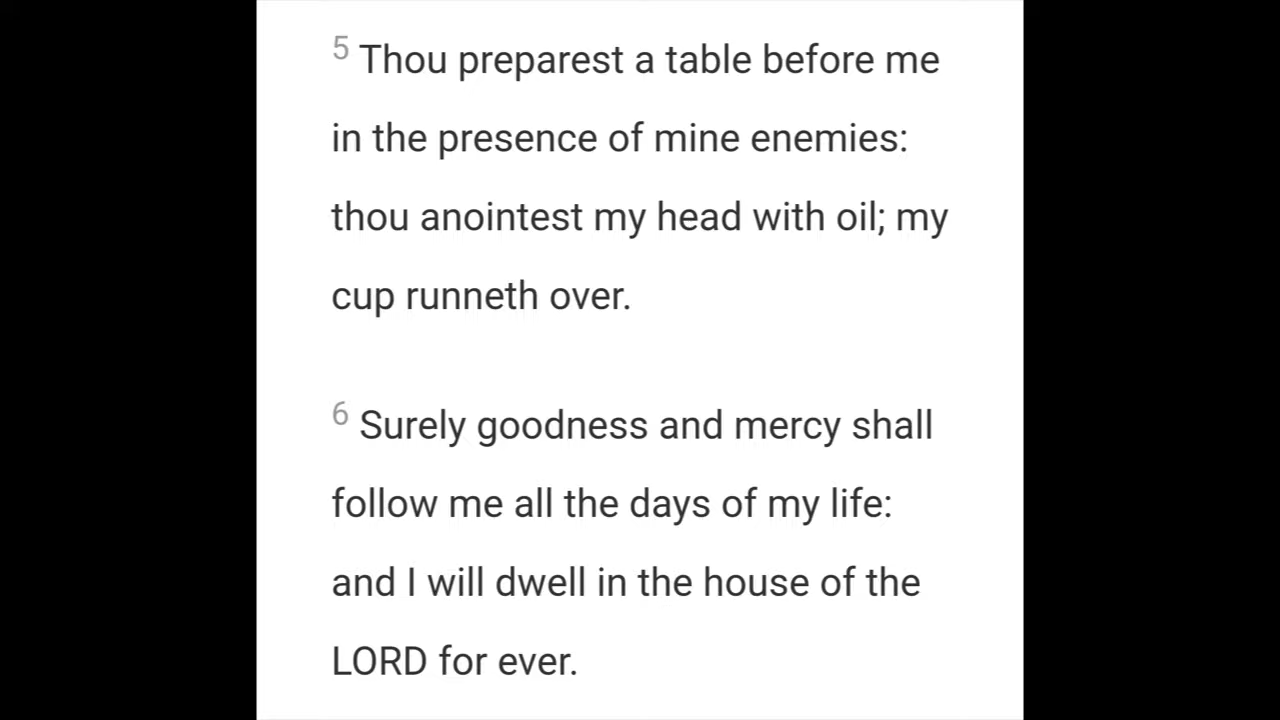 5 Thou preparest a table before me
in the presence of mine enemies:
thou anointest my head with oil; my
cup runneth over.
6 Surely goodness and mercy shall
follow me all the days of my life:
and I will dwell in the house of the
LORD for ever.